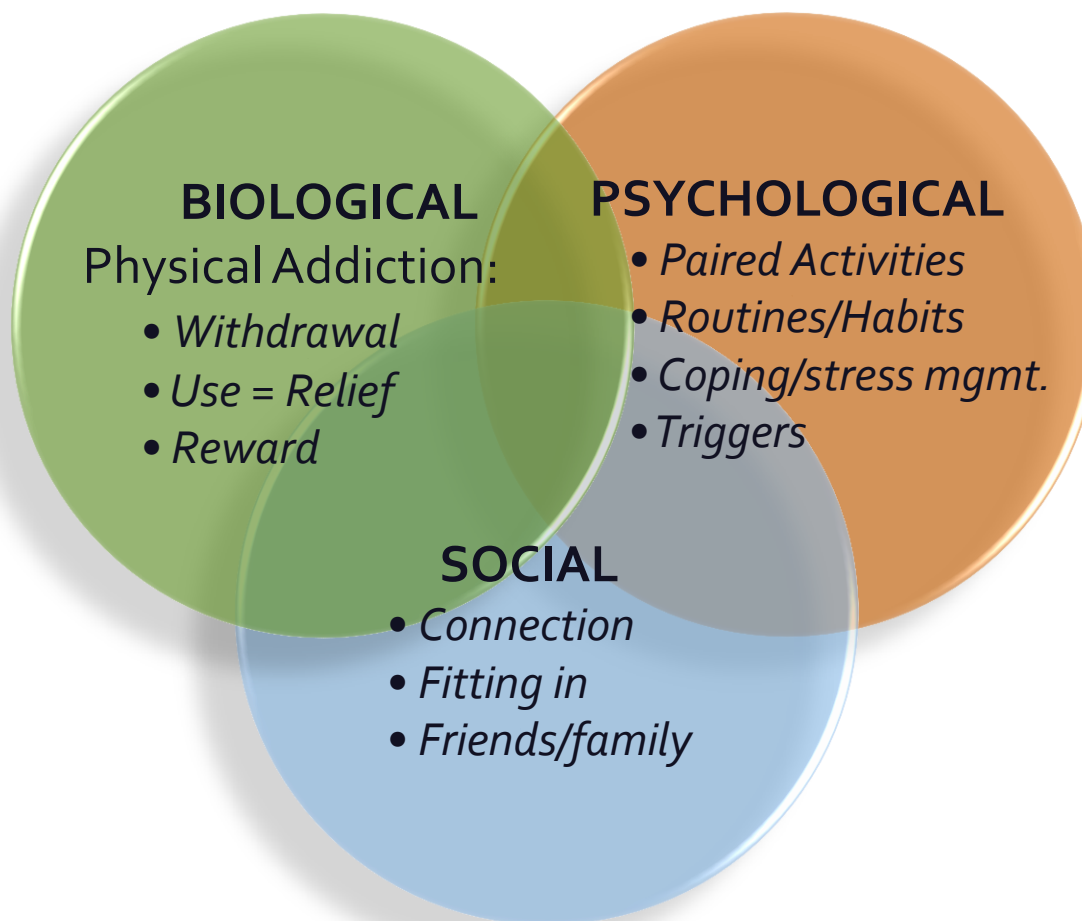 BIOLOGICAL
Physical Addiction:
• Withdrawal
• Use = Relief
• Reward
PSYCHOLOGICAL
• Paired Activities
• Routines/Habits
• Coping/stress mgmt.
• Triggers
SOCIAL
• Connection
• Fitting in
• Friends/family